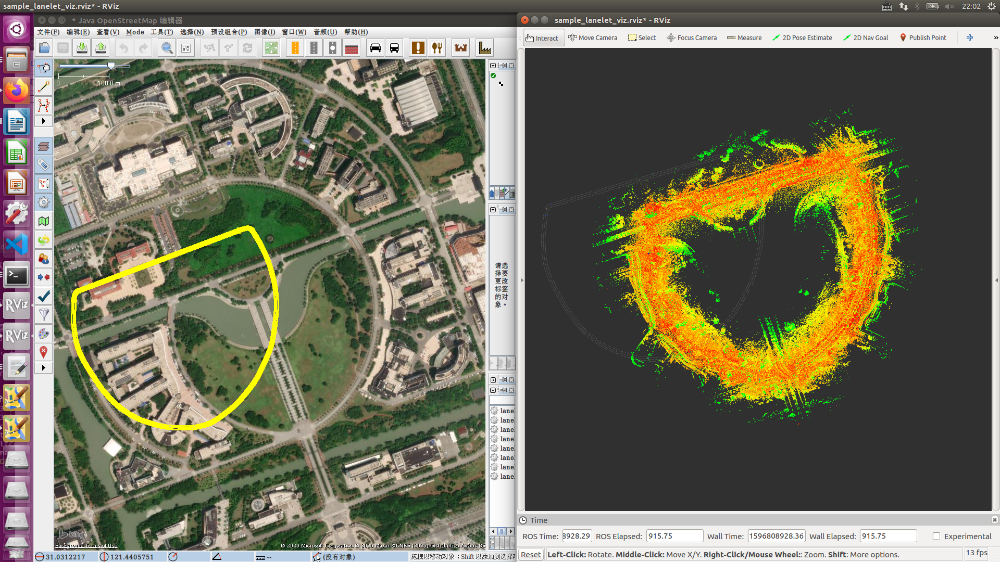 sample_lanelet_viz.rviz* - RViz
22:02
* Java OpenStreetMap 编辑器
文件(F) 编辑(E) 查看(V) Mode 工具(T) 选择(N) 预设组合(P) 图像(I) 窗口(W) 音频(U) 帮助(H)
0 100.0 m
请选择要更改标签的对象。
lane
lane
lane
lane
lane
lane
lane
lane
bing
Background Terms of Use
© 2020 Microsoft Corporation © 2020 Maxar ©CNES (2020) Distribution Airbus DS
31.0312217 121.4405751 -- (没有对象) 拖拽以移动对象；Shift 以添加到选择
RViz
RViz
sample_lanelet_viz.rviz* - RViz
Interact Move Camera Select Focus Camera Measure 2D Pose Estimate 2D Nav Goal Publish Point
Time
ROS Time: 8928.29 ROS Elapsed: 915.75 Wall Time: 1596808928.36 Wall Elapsed: 915.75 Experimental
Reset Left-Click: Rotate. Middle-Click: Move X/Y. Right-Click/Mouse Wheel:: Zoom. Shift: More options. 13 fps